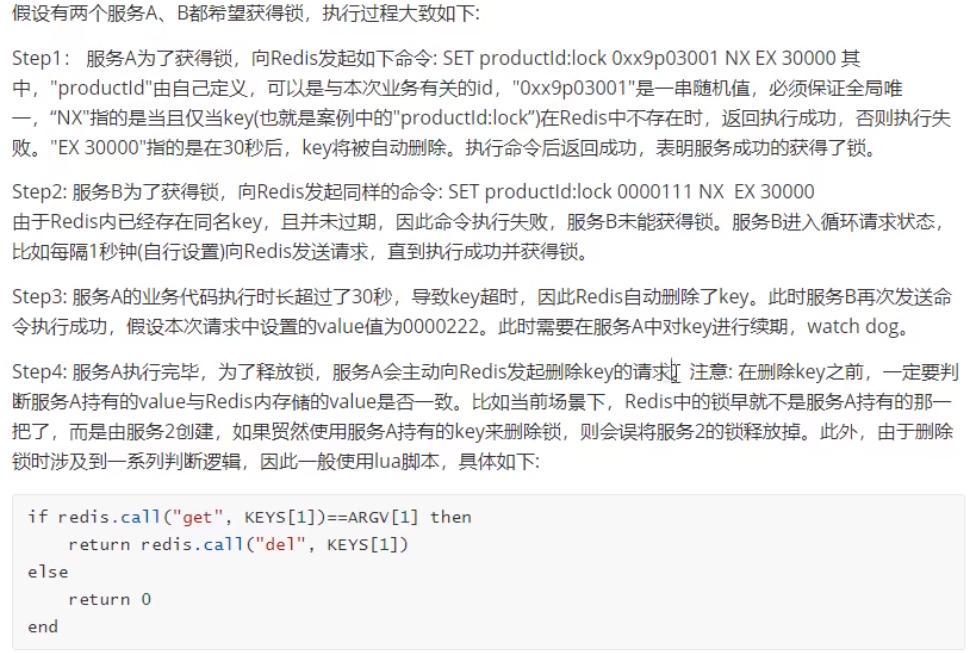 假设有两个服务A、B都希望获得锁，执行过程大致如下:
Step1： 服务A为了获得锁，向Redis发起如下命令: SET productId:lock 0xx9p03001 NX EX 30000 其
中，"productId"由自己定义，可以是与本次业务有关的id，"0xx9p03001"是一串随机值，必须保证全局唯
一，“NX"指的是当且仅当key(也就是案例中的"productId:lock”)在Redis中不存在时，返回执行成功，否则执行失
败。"EX 30000"指的是在30秒后，key将被自动删除。执行命令后返回成功，表明服务成功的获得了锁。
Step2: 服务B为了获得锁，向Redis发起同样的命令: SET productId:lock 0000111 NX  EX 30000
由于Redis内已经存在同名key，且并未过期，因此命令执行失败，服务B未能获得锁。服务B进入循环请求状态，
比如每隔1秒钟(自行设置)向Redis发送请求，直到执行成功并获得锁。
Step3: 服务A的业务代码执行时长超过了30秒，导致key超时，因此Redis自动删除了key。此时服务B再次发送命
令执行成功，假设本次请求中设置的value值为0000222。此时需要在服务A中对key进行续期，watch dog。
Step4: 服务A执行完毕，为了释放锁，服务A会主动向Redis发起删除key的请求。注意: 在删除key之前，一定要判
断服务A持有的value与Redis内存储的value是否一致。比如当前场景下，Redis中的锁早就不是服务A持有的那一
把了，而是由服务2创建，如果贸然使用服务A持有的key来删除锁，则会误将服务2的锁释放掉。此外，由于删除
锁时涉及到一系列判断逻辑，因此一般使用lua脚本，具体如下:
if redis.call("get", KEYS[1])==ARGV[1] then
    return redis.call("del", KEYS[1])
else
    return 0
end